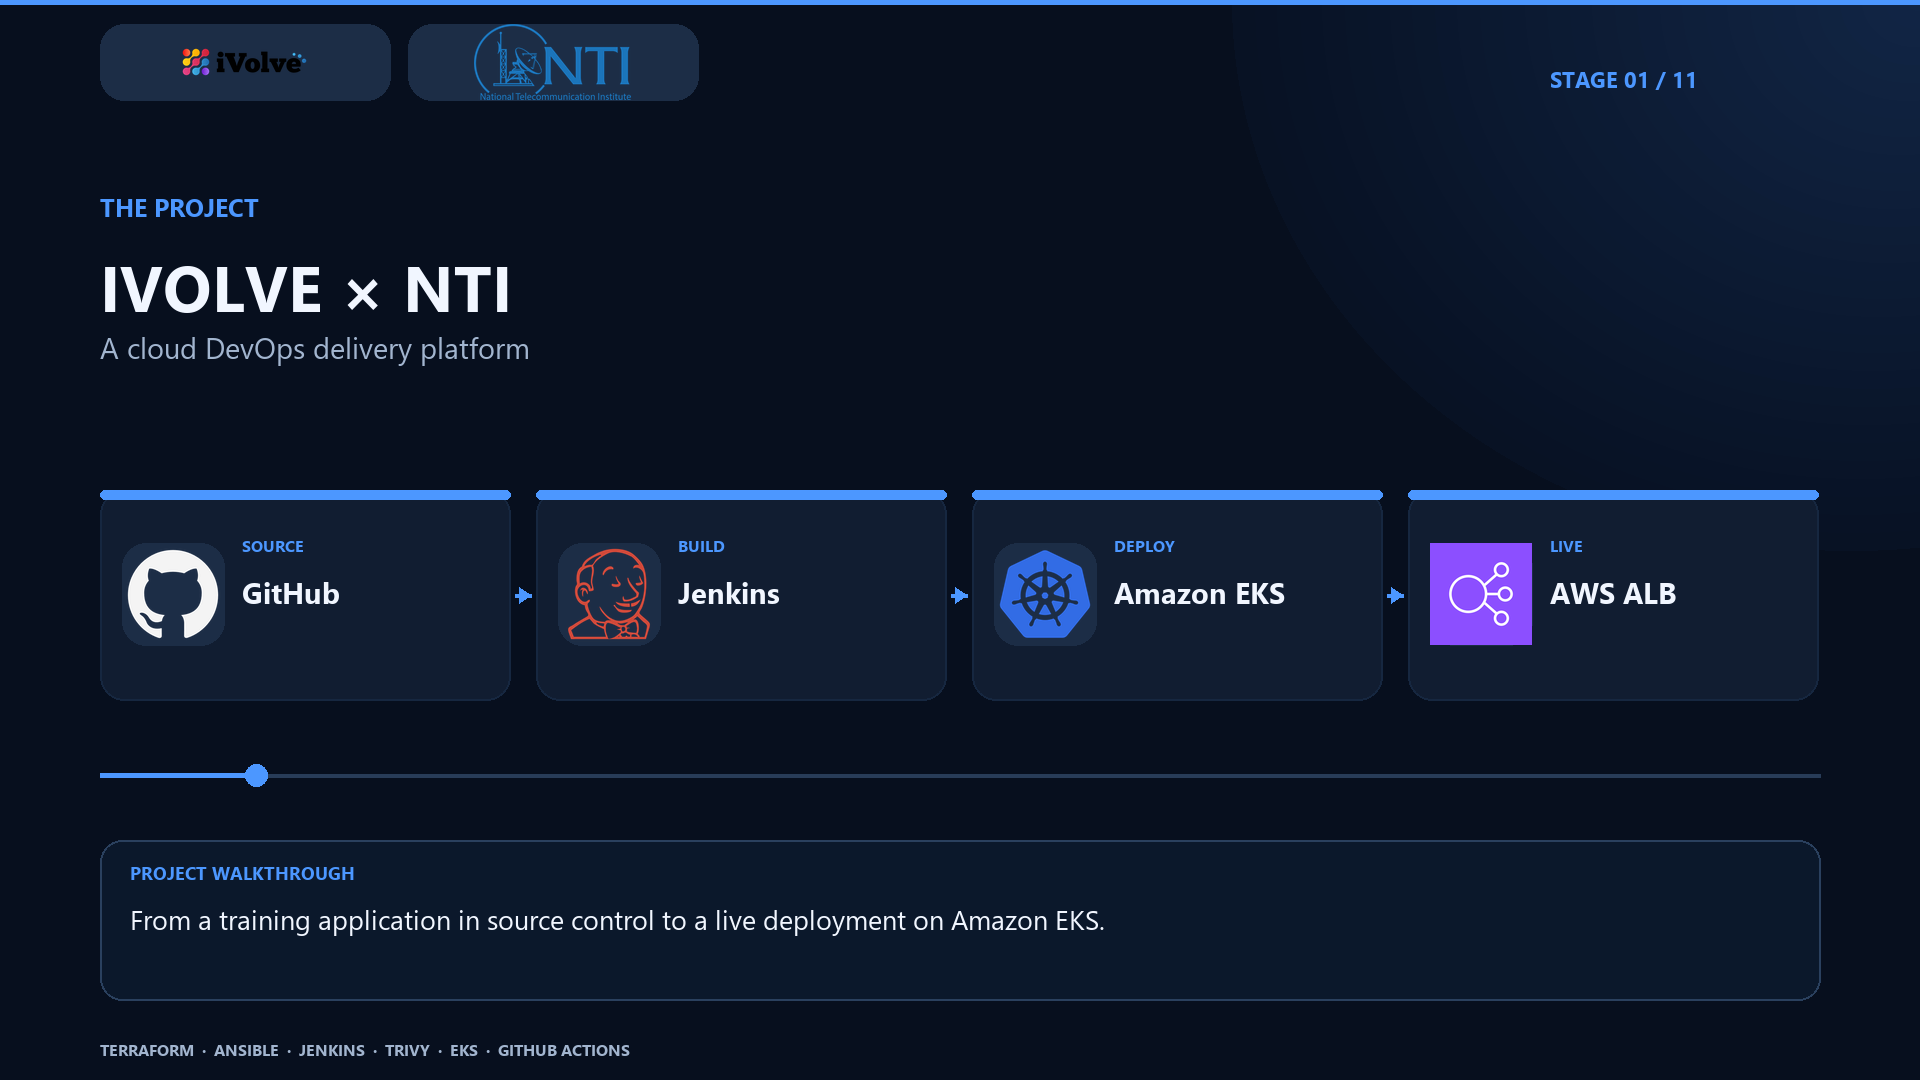 iVolve
NTI
National Telecommunication Institute
STAGE 01 / 11
THE PROJECT
IVOLVE × NTI
A cloud DevOps delivery platform
SOURCE
GitHub
BUILD
Jenkins
DEPLOY
Amazon EKS
LIVE
AWS ALB
PROJECT WALKTHROUGH
From a training application in source control to a live deployment on Amazon EKS.
TERRAFORM · ANSIBLE · JENKINS · TRIVY · EKS · GITHUB ACTIONS